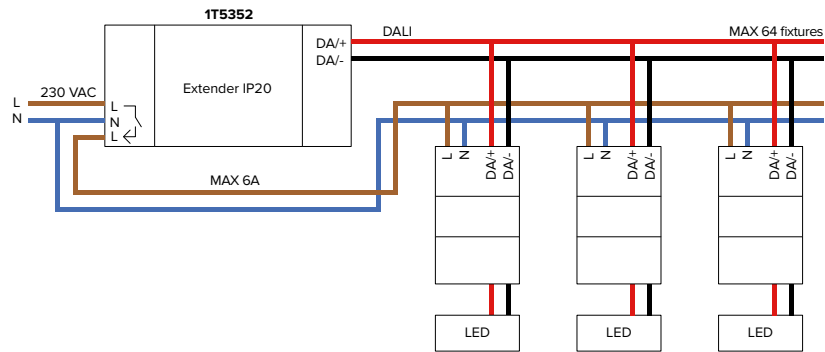 1T5352
DA/+
DALI
MAX 64 fixtures
DA/-
230 VAC
Extender IP20
L
L
N
N
L
MAX 6A
L
N
DA/+
DA/-
L
N
DA/+
DA/-
L
N
DA/+
DA/-
LED
LED
LED